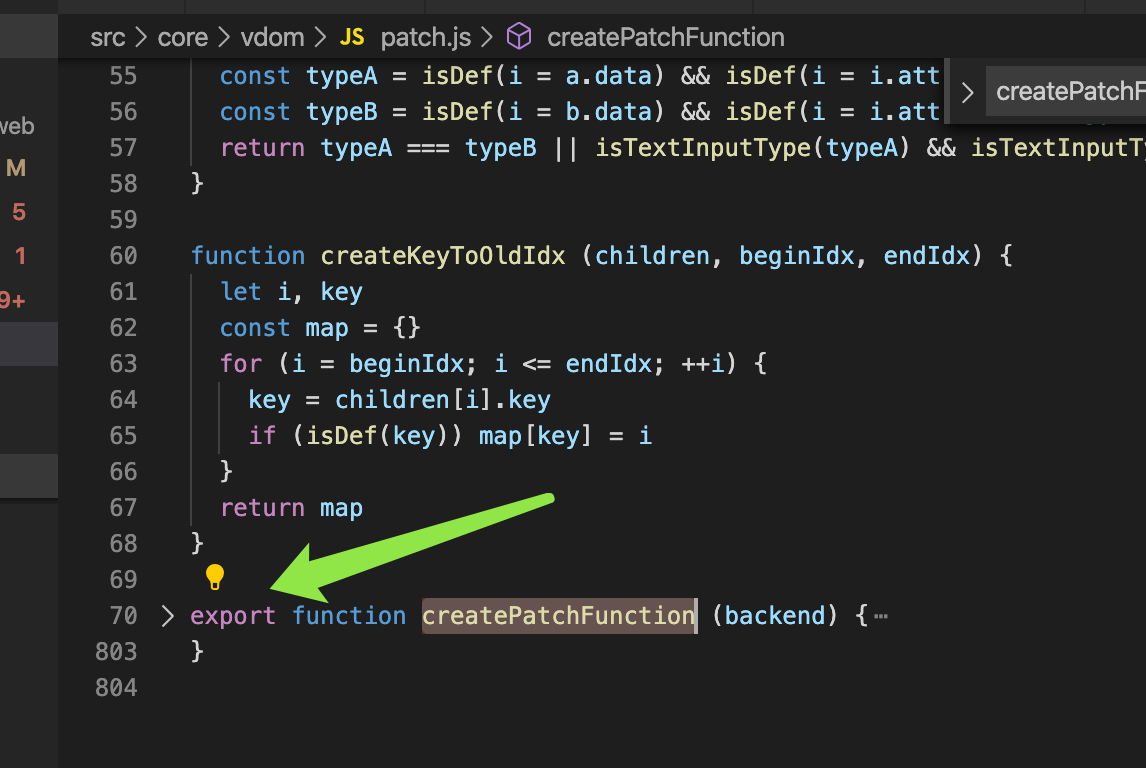 src > core > vdom > JS patch.js > createPatchFunction
55 const typeA = isDef(i = a.data) && isDef(i = i.att
> createPatchF
56 const typeB = isDef(i = b.data) && isDef(i = i.att
web
57 return typeA === typeB || isTextInputType(typeA) && isTextInputTy
M
58 }
5
59
60 function createKeyToOldIdx (children, beginIdx, endIdx) {
1
61 let i, key
9+
62 const map = {}
63 for (i = beginIdx; i <= endIdx; ++i) {
64 key = children[i].key
65 if (isDef(key)) map[key] = i
66 }
67 return map
68 }
69
70 > export function createPatchFunction (backend) {…
803 }
804